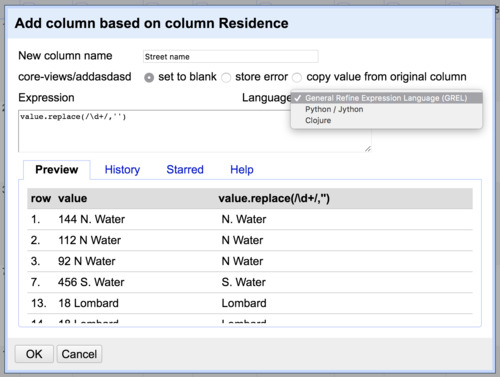 Add column based on column Residence
New column name Street name
core-views/addasdasd set to blank store error copy value from original column
Expression Language ✓ General Refine Expression Language (GREL)
Python / Jython
Clojure
value.replace(/\d+/,'')
Preview History Starred Help
row value value.replace(/\d+/,'')
1. 144 N. Water N. Water
2. 112 N Water N Water
3. 92 N Water N Water
7. 456 S. Water S. Water
13. 18 Lombard Lombard
14. 18 Lombard Lombard
OK Cancel